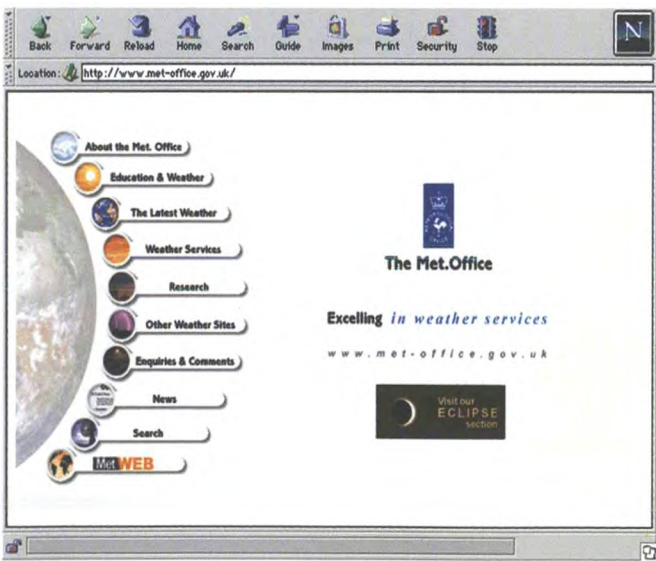 Back Forward Reload Home Search Guide Images Print Security Stop
N
Location: http://www.met-office.gov.uk/
About the Met. Office
Education & Weather
The Latest Weather
Weather Services
Research
Other Weather Sites
Enquiries & Comments
News
Search
Met WEB
The Met.Office
Excelling in weather services
www.met-office.gov.uk
Visit our
ECLIPSE
section